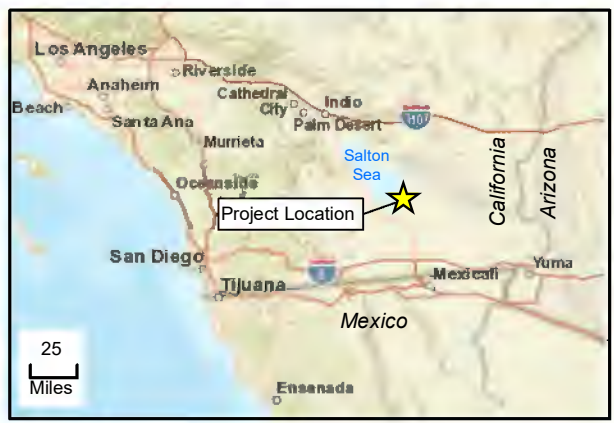 Los Angeles
Riverside
Anaheim
Cathedral
City
Indio
Palm Desert
10
Beach
Santa Ana
Murrieta
Salton
Sea
California
Arizona
Oceanside
Project Location
San Diego
8
Mexicali
Yuma
Tijuana
Mexico
25
Miles
Ensenada